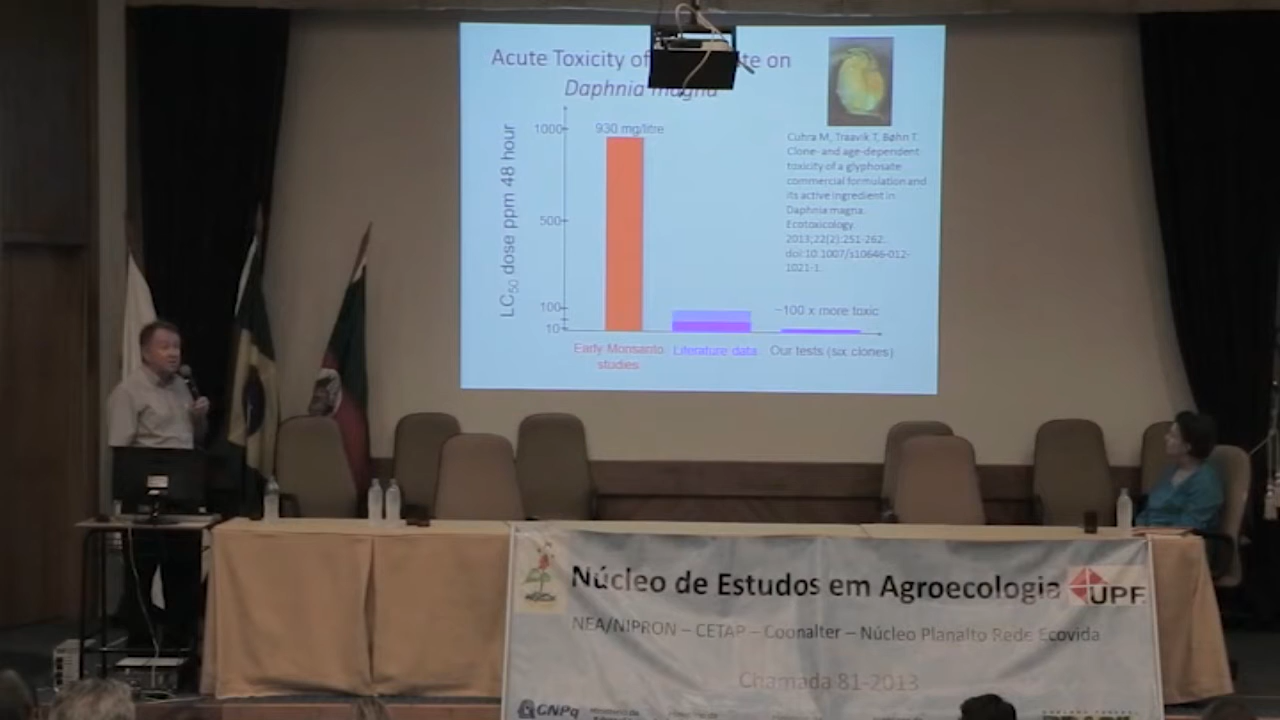 Acute Toxicity of
te on
Daphnia magna
LC50 dose ppm 48 hour
1000
500
100
10
930 mg/litre
~100 x more toxic
Early Monsanto
studies
Literature data
Our tests (six clones)
Cuhra M, Traavik T, Bøhn T.
Clone- and age-dependent
toxicity of a glyphosate
commercial formulation and
its active ingredient in
Daphnia magna.
Ecotoxicology.
2013;22(2):251-262.
doi:10.1007/s10646-012-
1021-1.
Núcleo de Estudos em Agroecologia
UPF
NEA/NIPRON – CETAP – Coonalter – Núcleo Planalto Rede Ecovida
Chamada 81-2013
CNPq